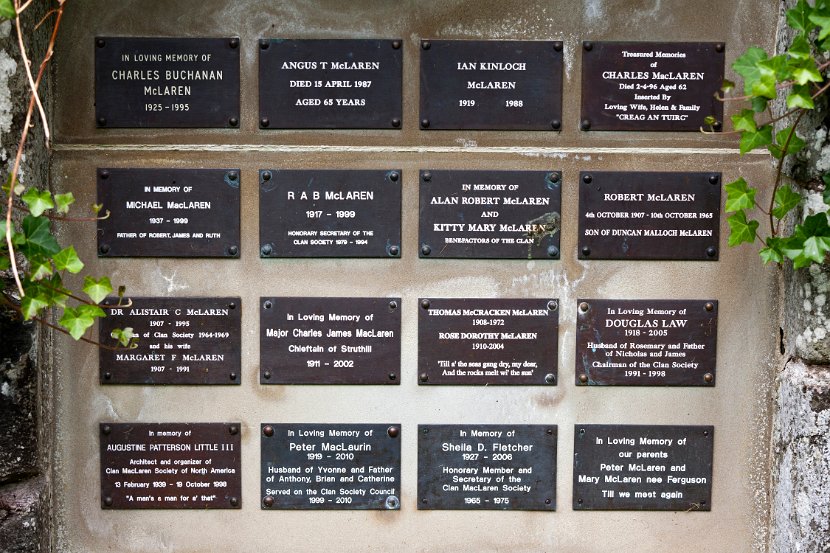 IN LOVING MEMORY OF
CHARLES BUCHANAN
McLAREN
1925 - 1995
ANGUS T McLAREN
DIED 15 APRIL 1987
AGED 65 YEARS
IAN KINLOCH
McLAREN
1919 1988
Treasured Memories
of
CHARLES MacLAREN
Died 2-4-96 Aged 62
Inserted By
Loving Wife, Helen & Family
"CREAG AN TUIRC"
IN MEMORY OF
MICHAEL MacLAREN
1937 - 1999
FATHER OF ROBERT, JAMES AND RUTH
R A B McLAREN
1917 - 1999
HONORARY SECRETARY OF THE
CLAN SOCIETY 1979 - 1994
IN MEMORY OF
ALAN ROBERT McLAREN
AND
KITTY MARY McLAREN
BENEFACTORS OF THE CLAN
ROBERT McLAREN
4th OCTOBER 1907 - 10th OCTOBER 1965
SON OF DUNCAN MALLOCH McLAREN
DR ALISTAIR C McLAREN
1907 - 1995
of Clan Society 1964-1969
and his wife
MARGARET F McLAREN
1907 - 1991
In Loving Memory of
Major Charles James MacLaren
Chieftain of Struthill
1911 - 2002
THOMAS McCRACKEN McLAREN
1908-1972
ROSE DOROTHY McLAREN
1910-2004
'Till a' the seas gang dry, my dear,
And the rocks melt wi' the son'
In Loving Memory of
DOUGLAS LAW
1918 - 2005
Husband of Rosemary and Father
of Nicholas and James
Chairman of the Clan Society
1991 - 1998
In memory of
AUGUSTINE PATTERSON LITTLE III
Architect and organizer of
Clan MacLaren Society of North America
13 February 1939 - 19 October 1998
"A man's a man for a' that"
In Loving Memory of
Peter MacLaurin
1919 - 2010
Husband of Yvonne and Father
of Anthony, Brian and Catherine
Served on the Clan Society Council
1999 - 2010
In Loving Memory of
Sheila D. Fletcher
1927 - 2006
Honorary Member and
Secretary of the
Clan MacLaren Society
1965 - 1975
In Loving Memory of
our parents
Peter McLaren and
Mary McLaren nee Ferguson
Till we meet again